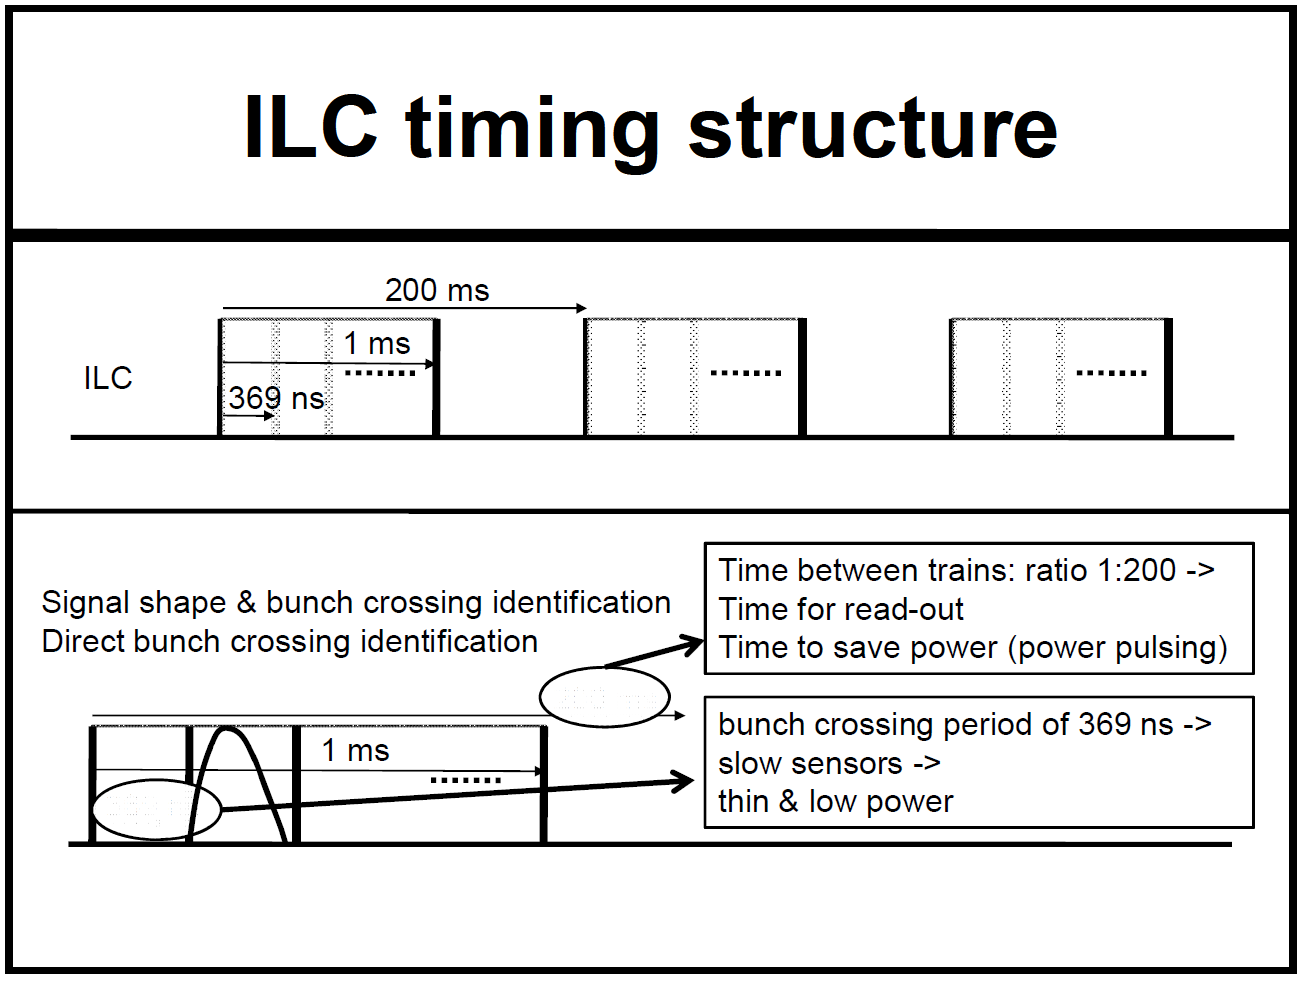 ILC timing structure
200 ms
1 ms
ILC
369 ns
Signal shape & bunch crossing identification
Direct bunch crossing identification
Time between trains: ratio 1:200 ->
Time for read-out
Time to save power (power pulsing)
1 ms
bunch crossing period of 369 ns ->
slow sensors ->
thin & low power